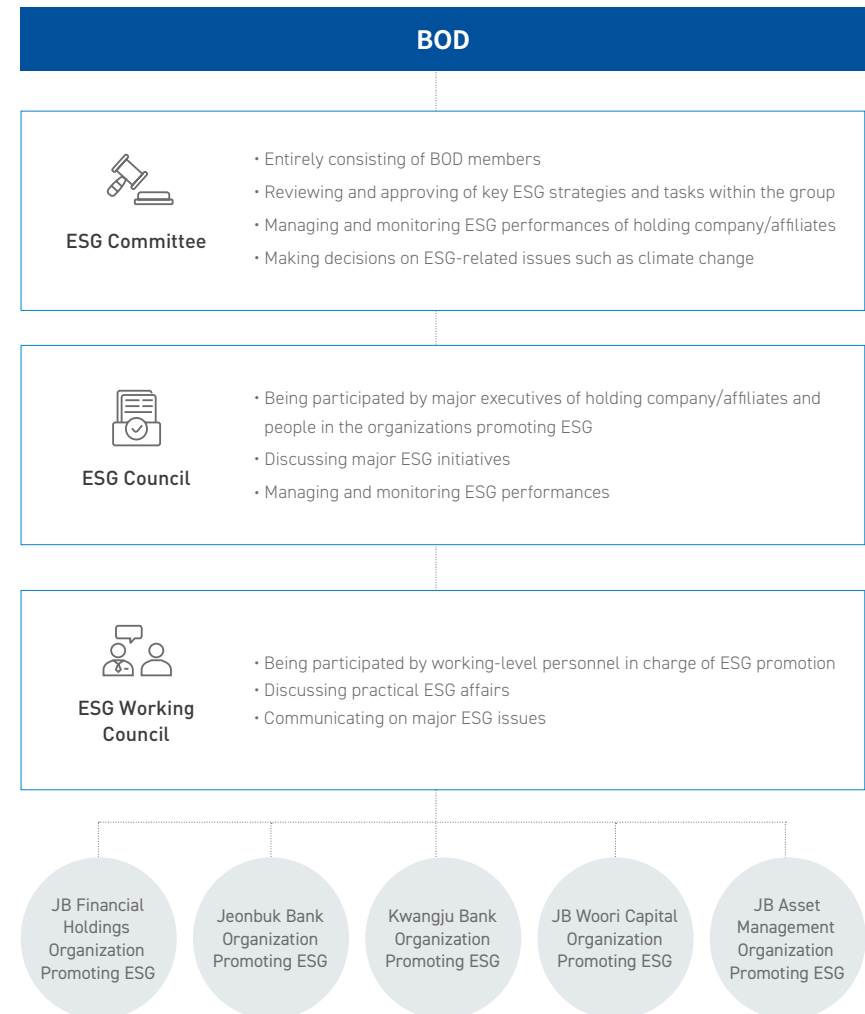 BOD
ESG Committee
• Entirely consisting of BOD members
• Reviewing and approving of key ESG strategies and tasks within the group
• Managing and monitoring ESG performances of holding company/affiliates
• Making decisions on ESG-related issues such as climate change
ESG Council
• Being participated by major executives of holding company/affiliates and
people in the organizations promoting ESG
• Discussing major ESG initiatives
• Managing and monitoring ESG performances
ESG Working
Council
• Being participated by working-level personnel in charge of ESG promotion
• Discussing practical ESG affairs
• Communicating on major ESG issues
JB Financial
Holdings
Organization
Promoting ESG
Jeonbuk Bank
Organization
Promoting ESG
Kwangju Bank
Organization
Promoting ESG
JB Woori Capital
Organization
Promoting ESG
JB Asset
Management
Organization
Promoting ESG